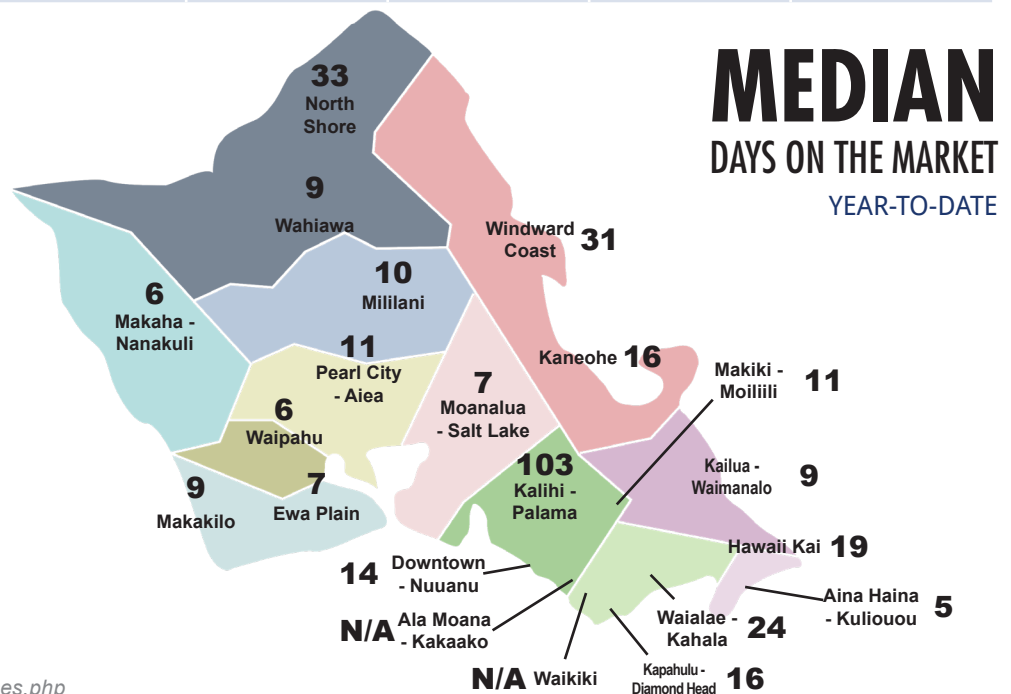 MEDIAN
DAYS ON THE MARKET
YEAR-TO-DATE
33
North
Shore
9
Wahiawa
Windward
Coast 31
10
Mililani
6
Makaha -
Nanakuli
11
Pearl City
- Aiea
Kaneohe 16
7
Moanalua
- Salt Lake
Makiki -
Moiliili 11
6
Waipahu
103
Kalihi -
Palama
Kailua -
Waimanalo 9
9
Makakilo
7
Ewa Plain
Hawaii Kai 19
14 Downtown
- Nuuanu
Aina Haina
- Kuliouou 5
N/A Ala Moana
- Kakaako
Waialae -
Kahala 24
N/A Waikiki
Kapahulu -
Diamond Head 16
es.php